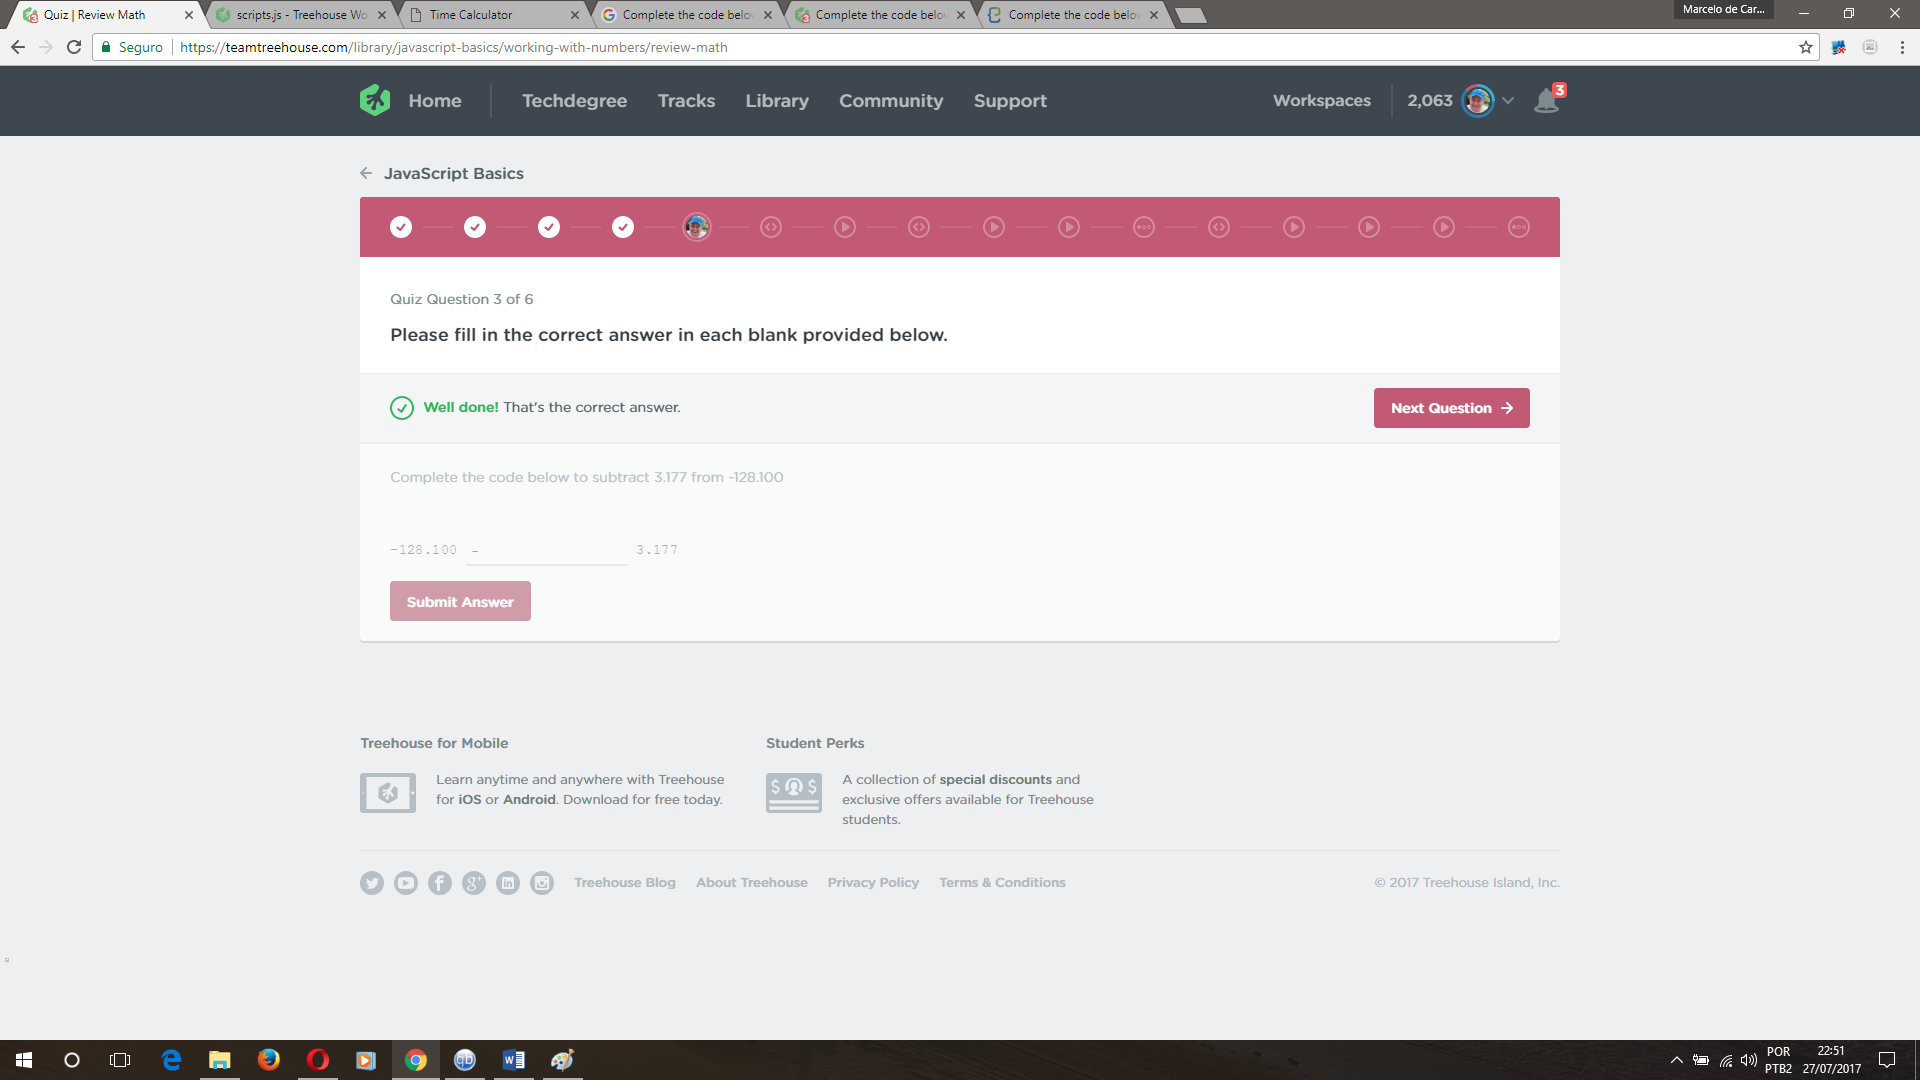 Quiz | Review Math
scripts.js - Treehouse Wo
Time Calculator
Complete the code belov
Complete the code belov
Complete the code belov
Marcelo de Car...
Seguro
https://teamtreehouse.com/library/javascript-basics/working-with-numbers/review-math
Home
Techdegree
Tracks
Library
Community
Support
Workspaces
2,063
3
JavaScript Basics
Quiz Question 3 of 6
Please fill in the correct answer in each blank provided below.
Well done! That's the correct answer.
Next Question
Complete the code below to subtract 3.177 from -128.100
-128.100 - 3.177
Submit Answer
Treehouse for Mobile
Learn anytime and anywhere with Treehouse
for iOS or Android. Download for free today.
Student Perks
A collection of special discounts and
exclusive offers available for Treehouse
students.
Treehouse Blog
About Treehouse
Privacy Policy
Terms & Conditions
© 2017 Treehouse Island, Inc.
POR
PTB2
22:51
27/07/2017